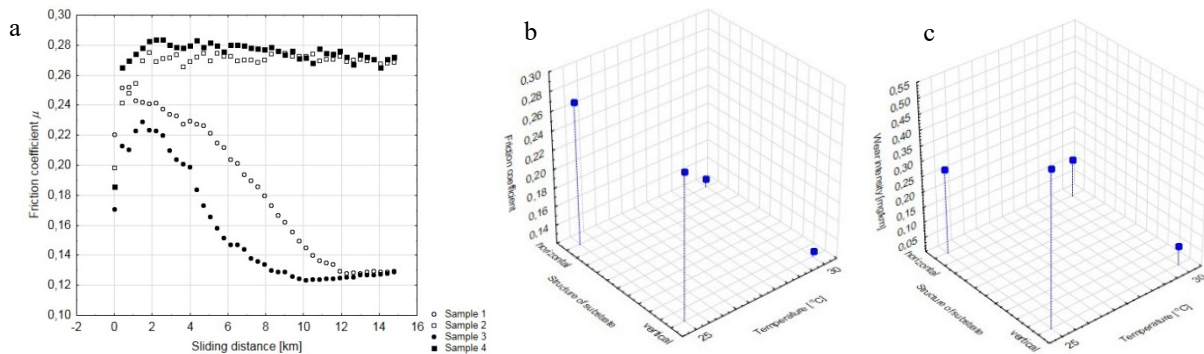 a
0,30
0,28
0,26
0,24
0,22
0,20
0,18
0,16
0,14
0,12
0,10
Friction coefficient μ
-2 0 2 4 6 8 10 12 14 16
Sliding distance [km]
Sample 1
Sample 2
Sample 3
Sample 4
b
0,30
0,28
0,26
0,24
0,22
0,20
0,18
0,16
0,14
Friction coefficient
horizontal
Structure of substrate
vertical
25
Temperature [°C]
30
c
0,55
0,50
0,45
0,40
0,35
0,30
0,25
0,20
0,15
0,10
0,05
Wear intensity [mg/km]
horizontal
Structure of substrate
vertical
25
Temperature [°C]
30